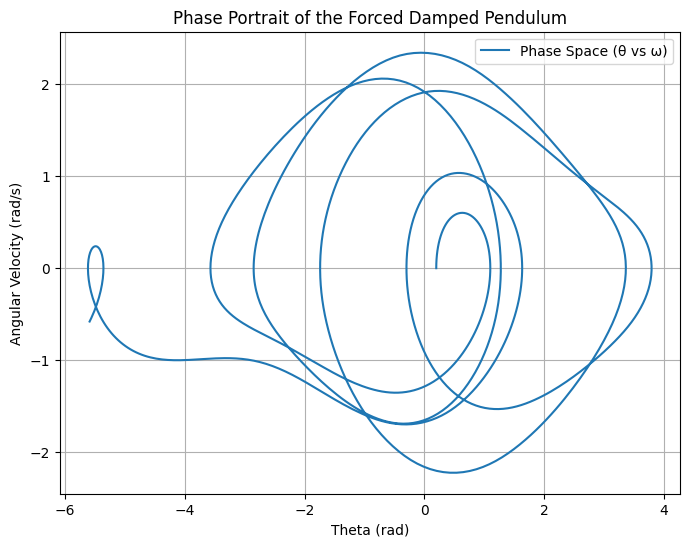 Phase Portrait of the Forced Damped Pendulum
Phase Space (θ vs ω)
Angular Velocity (rad/s)
2
1
0
−1
−2
−6
−4
−2
0
2
4
Theta (rad)